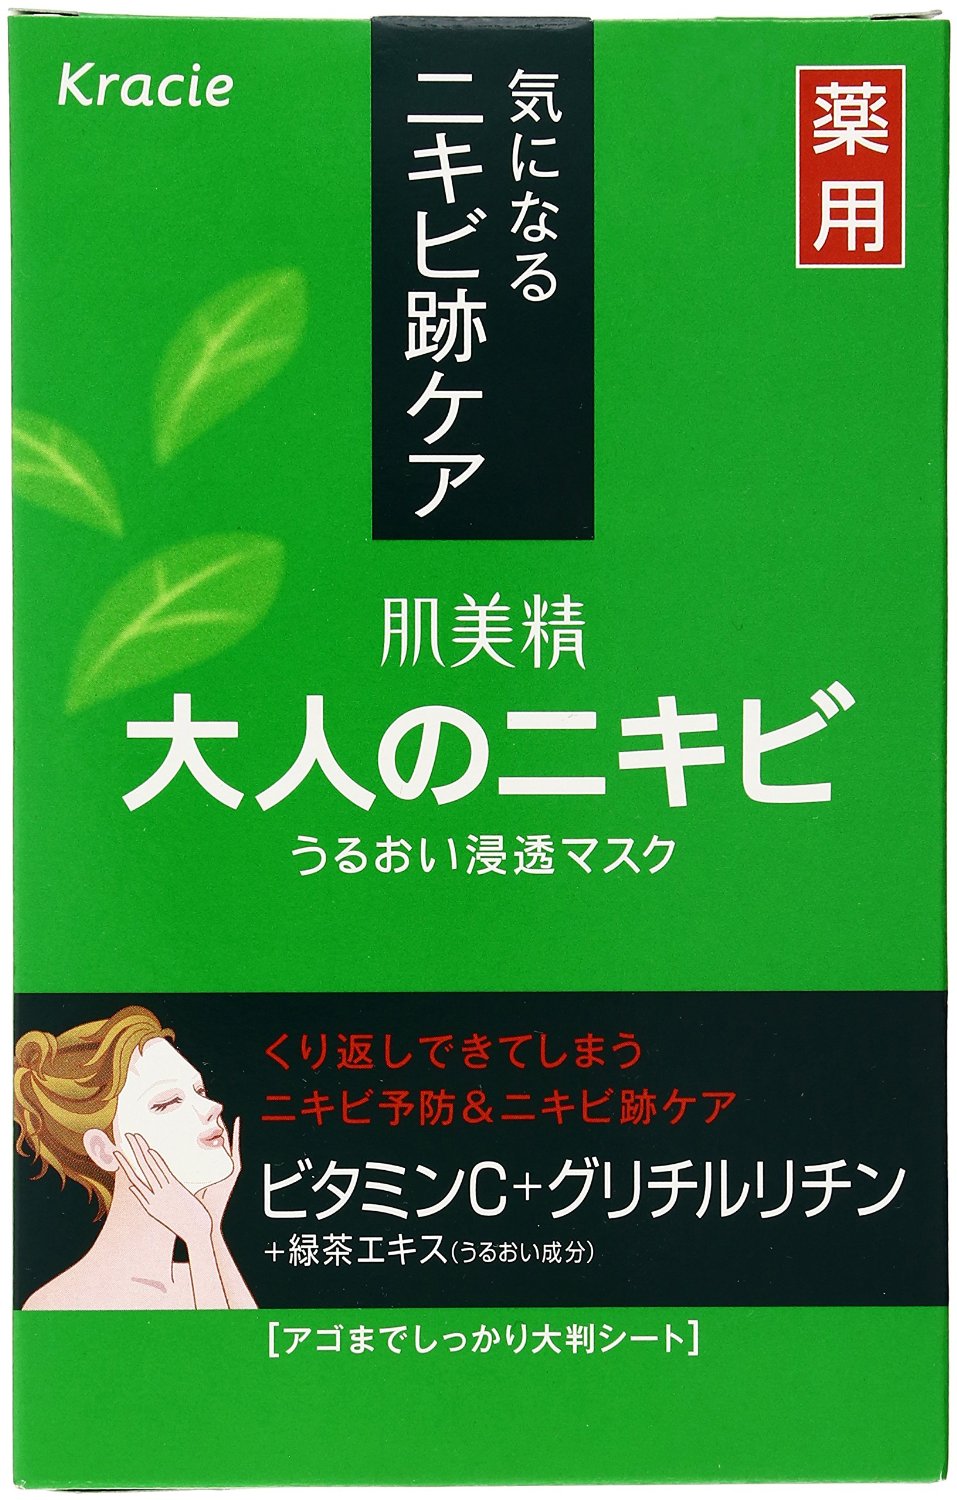 Kracie
気になる
ニキビ跡ケア
薬用
肌美精
大人のニキビ
うるおい浸透マスク
くり返しできてしまう
ニキビ予防&ニキビ跡ケア
ビタミンC+グリチルリチン
+緑茶エキス(うるおい成分)
[アゴまでしっかり大判シート]